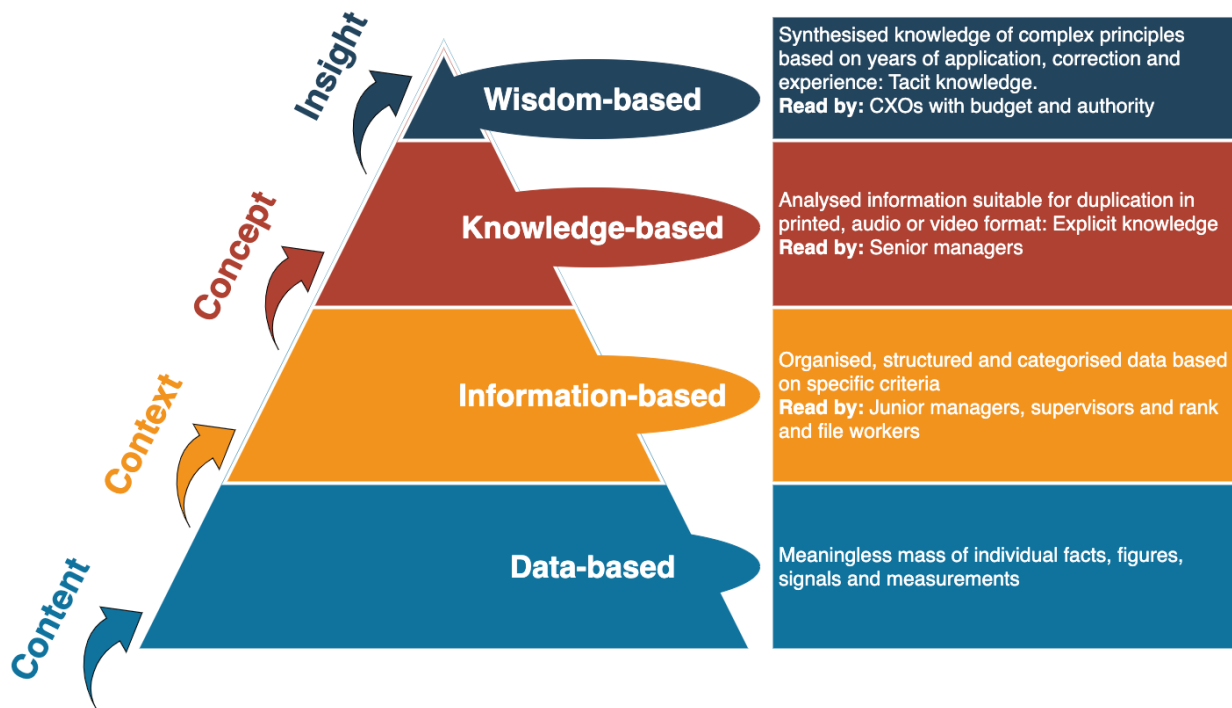 Insight
Wisdom-based
Synthesised knowledge of complex principles
based on years of application, correction and
experience: Tacit knowledge.
Read by: CXOs with budget and authority
Concept
Knowledge-based
Analysed information suitable for duplication in
printed, audio or video format: Explicit knowledge
Read by: Senior managers
Context
Information-based
Organised, structured and categorised data based
on specific criteria
Read by: Junior managers, supervisors and rank
and file workers
Content
Data-based
Meaningless mass of individual facts, figures,
signals and measurements